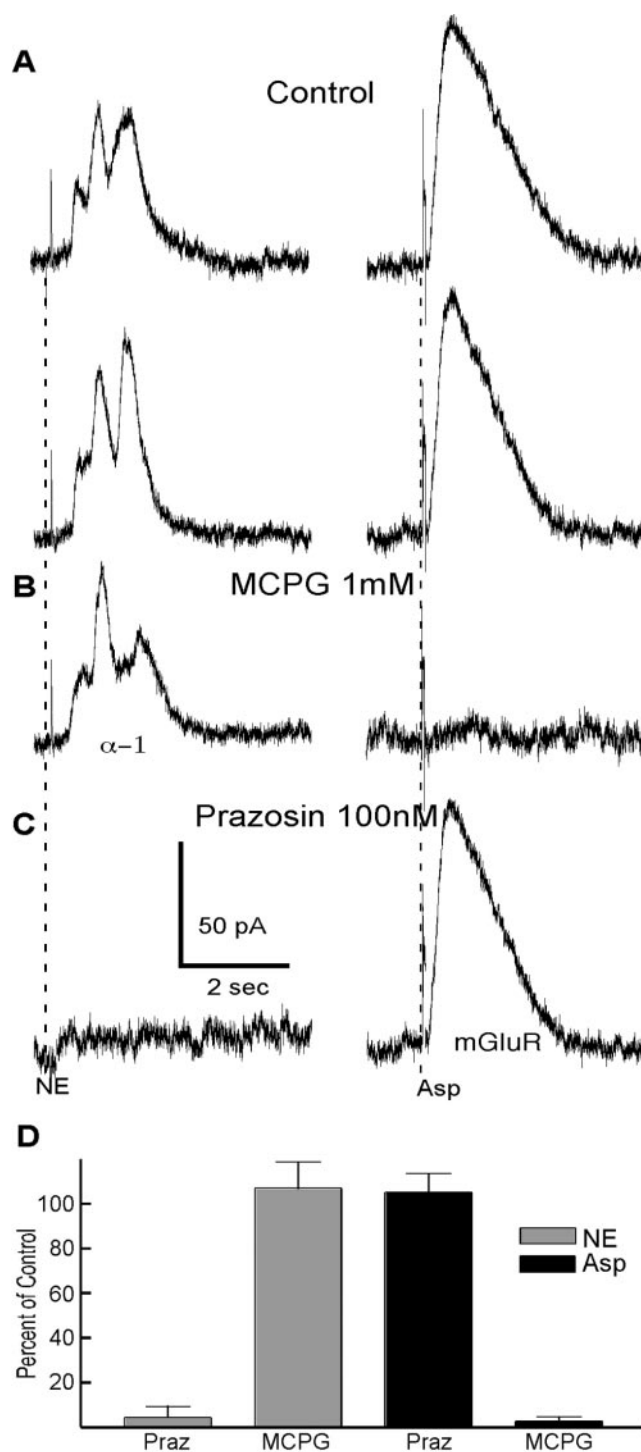 A
Control
B
MCPG 1mM
α-1
C
Prazosin 100nM
50 pA
2 sec
mGluR
NE
Asp
D
Percent of Control
100
80
60
40
20
NE
Asp
Praz
MCPG
Praz
MCPG